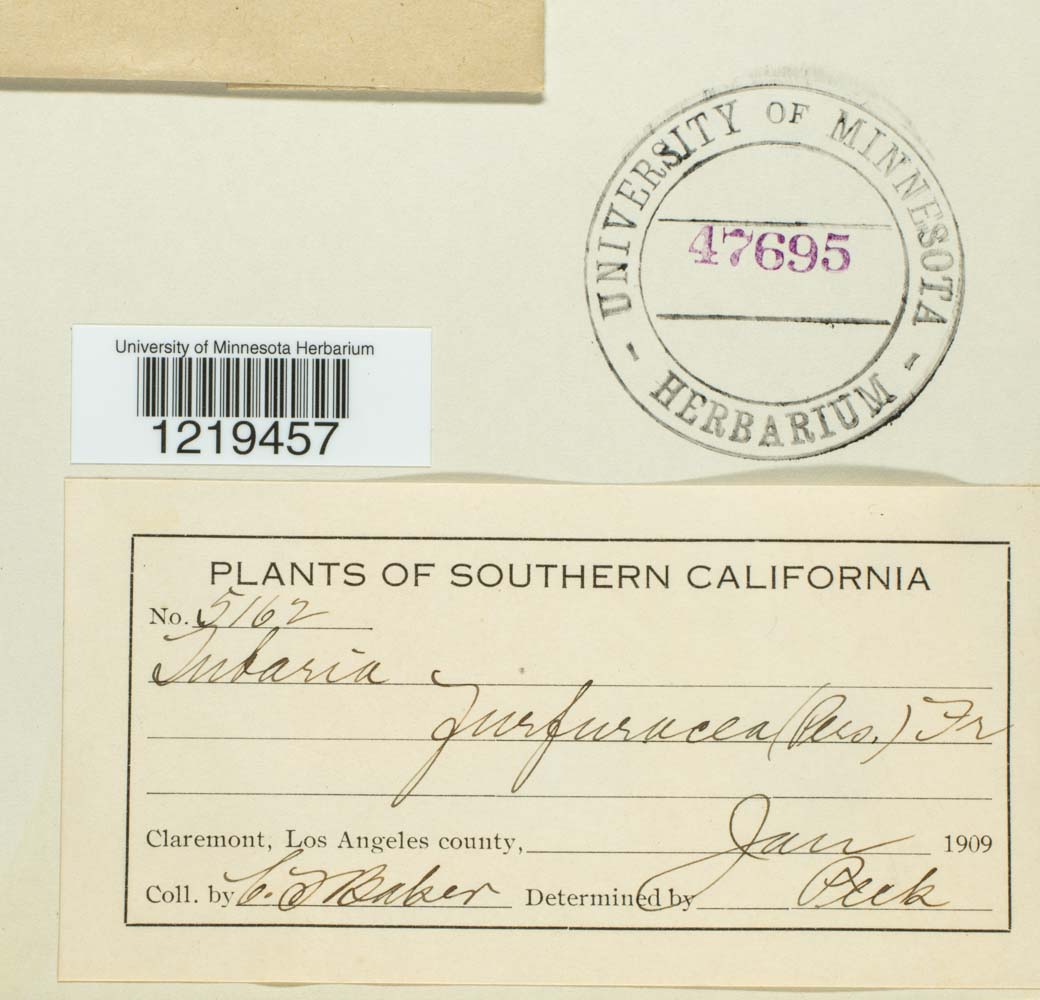 UNIVERSITY OF MINNESOTA
47695
- HERBARIUM -
University of Minnesota Herbarium
1219457
PLANTS OF SOUTHERN CALIFORNIA
No. 5162
Tubaria
furfuracea (Pers.) Fr
Claremont, Los Angeles county, Jan 1909
Coll. by C. F Baker Determined by Peck